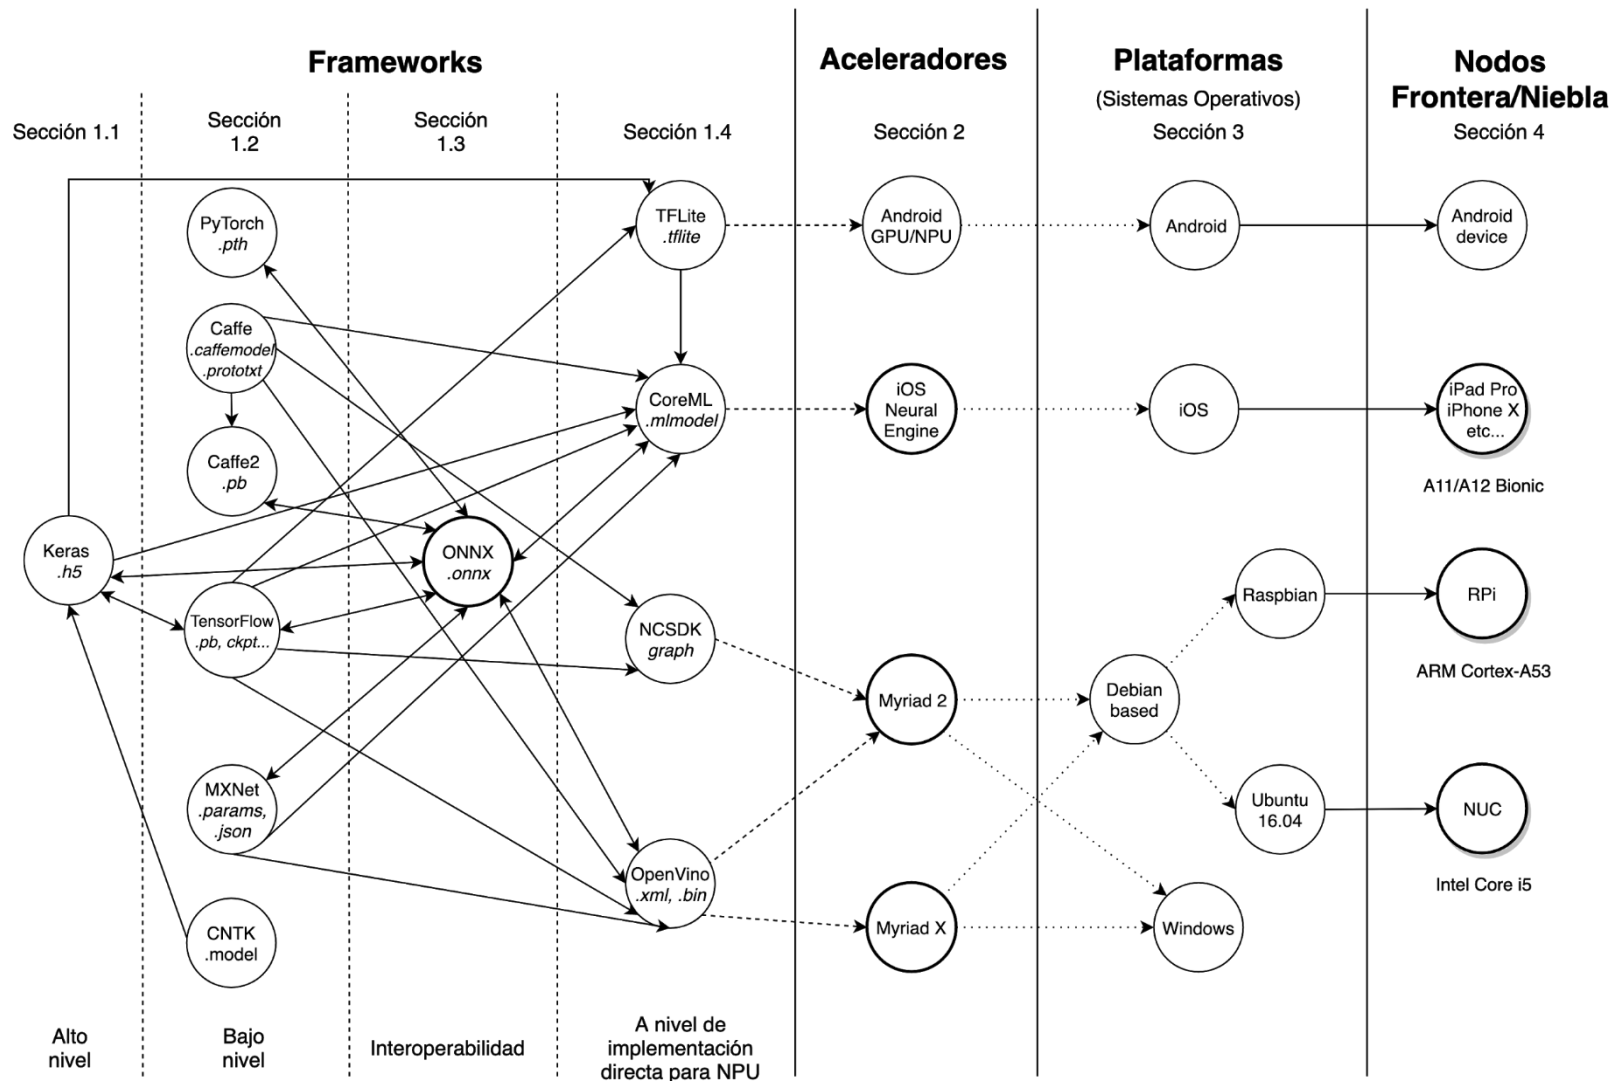 Frameworks
Aceleradores
Plataformas
(Sistemas Operativos)
Nodos
Frontera/Niebla
Sección 1.1
Sección
1.2
Sección
1.3
Sección 1.4
Sección 2
Sección 3
Sección 4
PyTorch
.pth
TFLite
.tflite
Android
GPU/NPU
Android
Android
device
Caffe
.caffemodel
.prototxt
CoreML
.mlmodel
iOS
Neural
Engine
iOS
iPad Pro
iPhone X
etc...
A11/A12 Bionic
Caffe2
.pb
Keras
.h5
ONNX
.onnx
TensorFlow
.pb, ckpt...
NCSDK
graph
Raspbian
RPi
ARM Cortex-A53
Myriad 2
Debian
based
MXNet
.params,
.json
Ubuntu
16.04
NUC
Intel Core i5
OpenVino
.xml, .bin
Myriad X
Windows
CNTK
.model
Alto
nivel
Bajo
nivel
Interoperabilidad
A nivel de
implementación
directa para NPU